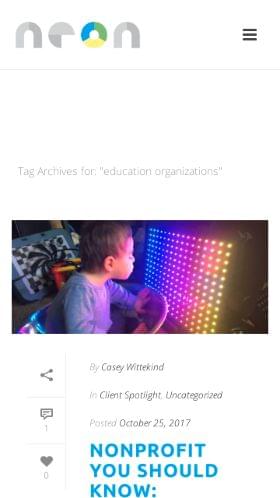 neon
Tag Archives for: "education organizations"
By Casey Wittekind
In Client Spotlight, Uncategorized
1
Posted October 25, 2017
0
NONPROFIT
YOU SHOULD
KNOW: